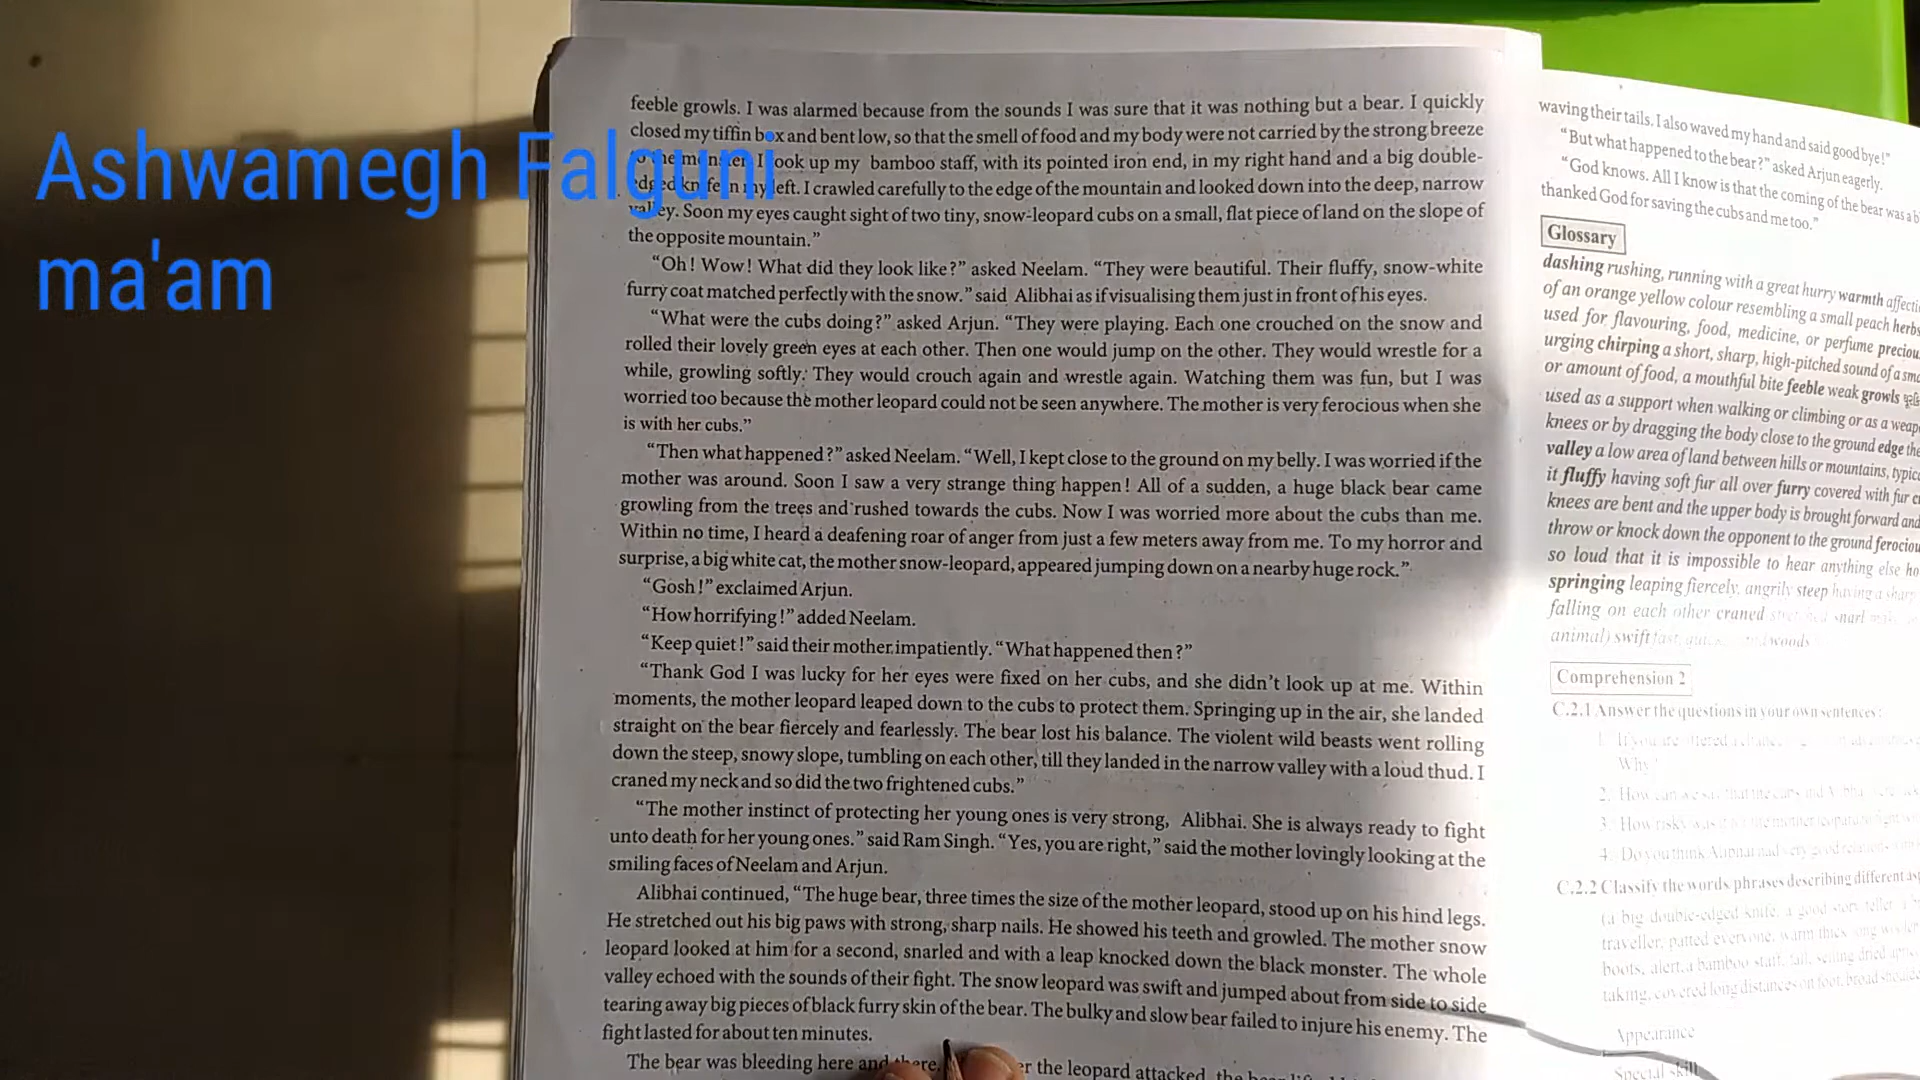 Ashwamegh Falguni
ma'am
feeble growls. I was alarmed because from the sounds I was sure that it was nothing but a bear. I quickly
closed my tiffin box and bent low, so that the smell of food and my body were not carried by the strong breeze
to the monster. I took up my bamboo staff, with its pointed iron end, in my right hand and a big double-
edged knife in my left. I crawled carefully to the edge of the mountain and looked down into the deep, narrow
valley. Soon my eyes caught sight of two tiny, snow-leopard cubs on a small, flat piece of land on the slope of
the opposite mountain.”
“Oh! Wow! What did they look like?” asked Neelam. “They were beautiful. Their fluffy, snow-white
furry coat matched perfectly with the snow.” said Alibhai as if visualising them just in front of his eyes.
“What were the cubs doing?” asked Arjun. “They were playing. Each one crouched on the snow and
rolled their lovely green eyes at each other. Then one would jump on the other. They would wrestle for a
while, growling softly. They would crouch again and wrestle again. Watching them was fun, but I was
worried too because the mother leopard could not be seen anywhere. The mother is very ferocious when she
is with her cubs.”
“Then what happened?” asked Neelam. “Well, I kept close to the ground on my belly. I was worried if the
mother was around. Soon I saw a very strange thing happen! All of a sudden, a huge black bear came
growling from the trees and rushed towards the cubs. Now I was worried more about the cubs than me.
Within no time, I heard a deafening roar of anger from just a few meters away from me. To my horror and
surprise, a big white cat, the mother snow-leopard, appeared jumping down on a nearby huge rock.”
“Gosh!” exclaimed Arjun.
“How horrifying!” added Neelam.
“Keep quiet!” said their mother impatiently. “What happened then?”
“Thank God I was lucky for her eyes were fixed on her cubs, and she didn’t look up at me. Within
moments, the mother leopard leaped down to the cubs to protect them. Springing up in the air, she landed
straight on the bear fiercely and fearlessly. The bear lost his balance. The violent wild beasts went rolling
down the steep, snowy slope, tumbling on each other, till they landed in the narrow valley with a loud thud. I
craned my neck and so did the two frightened cubs.”
“The mother instinct of protecting her young ones is very strong, Alibhai. She is always ready to fight
unto death for her young ones.” said Ram Singh. “Yes, you are right,” said the mother lovingly looking at the
smiling faces of Neelam and Arjun.
Alibhai continued, “The huge bear, three times the size of the mother leopard, stood up on his hind legs.
He stretched out his big paws with strong, sharp nails. He showed his teeth and growled. The mother snow
leopard looked at him for a second, snarled and with a leap knocked down the black monster. The whole
valley echoed with the sounds of their fight. The snow leopard was swift and jumped about from side to side
tearing away big pieces of black furry skin of the bear. The bulky and slow bear failed to injure his enemy. The
fight lasted for about ten minutes.
The bear was bleeding here and there. the leopard attacked, the
waving their tails. I also waved my hand and said good bye!”
“But what happened to the bear?” asked Arjun eagerly.
“God knows. All I know is that the coming of the bear was a
thanked God for saving the cubs and me too.”
Glossary
dashing rushing, running with a great hurry warmth
of an orange yellow colour resembling a small peach herbs
used for flavouring, food, medicine, or perfume
urging chirping a short, sharp, high-pitched sound of a
or amount of food, a mouthful bite feeble weak growls
used as a support when walking or climbing or as a
knees or by dragging the body close to the ground edge
valley a low area of land between hills or mountains,
it fluffy having soft fur all over furry covered with fur
knees are bent and the upper body is brought forward and
throw or knock down the opponent to the ground
so loud that it is impossible to hear anything else
springing leaping fiercely, angrily steep having a sharp
falling on each other craned snarl
animal) swift fast, woods
Comprehension 2
C.2.1 Answer the questions in your own sentences:
1. If you are offered a chance
Why?
2. How can we say that the cubs and
3. How risky was it for the mother leopard to fight
4. Do you think Alibhai had very good relations
C.2.2 Classify the words phrases describing different
(a big double-edged knife, a good story teller,
traveller, patted everyone, warm thick long
boots, alert, a bamboo staff, tall, selling dried
taking, covered long distances on foot,
Appearance
Special skill